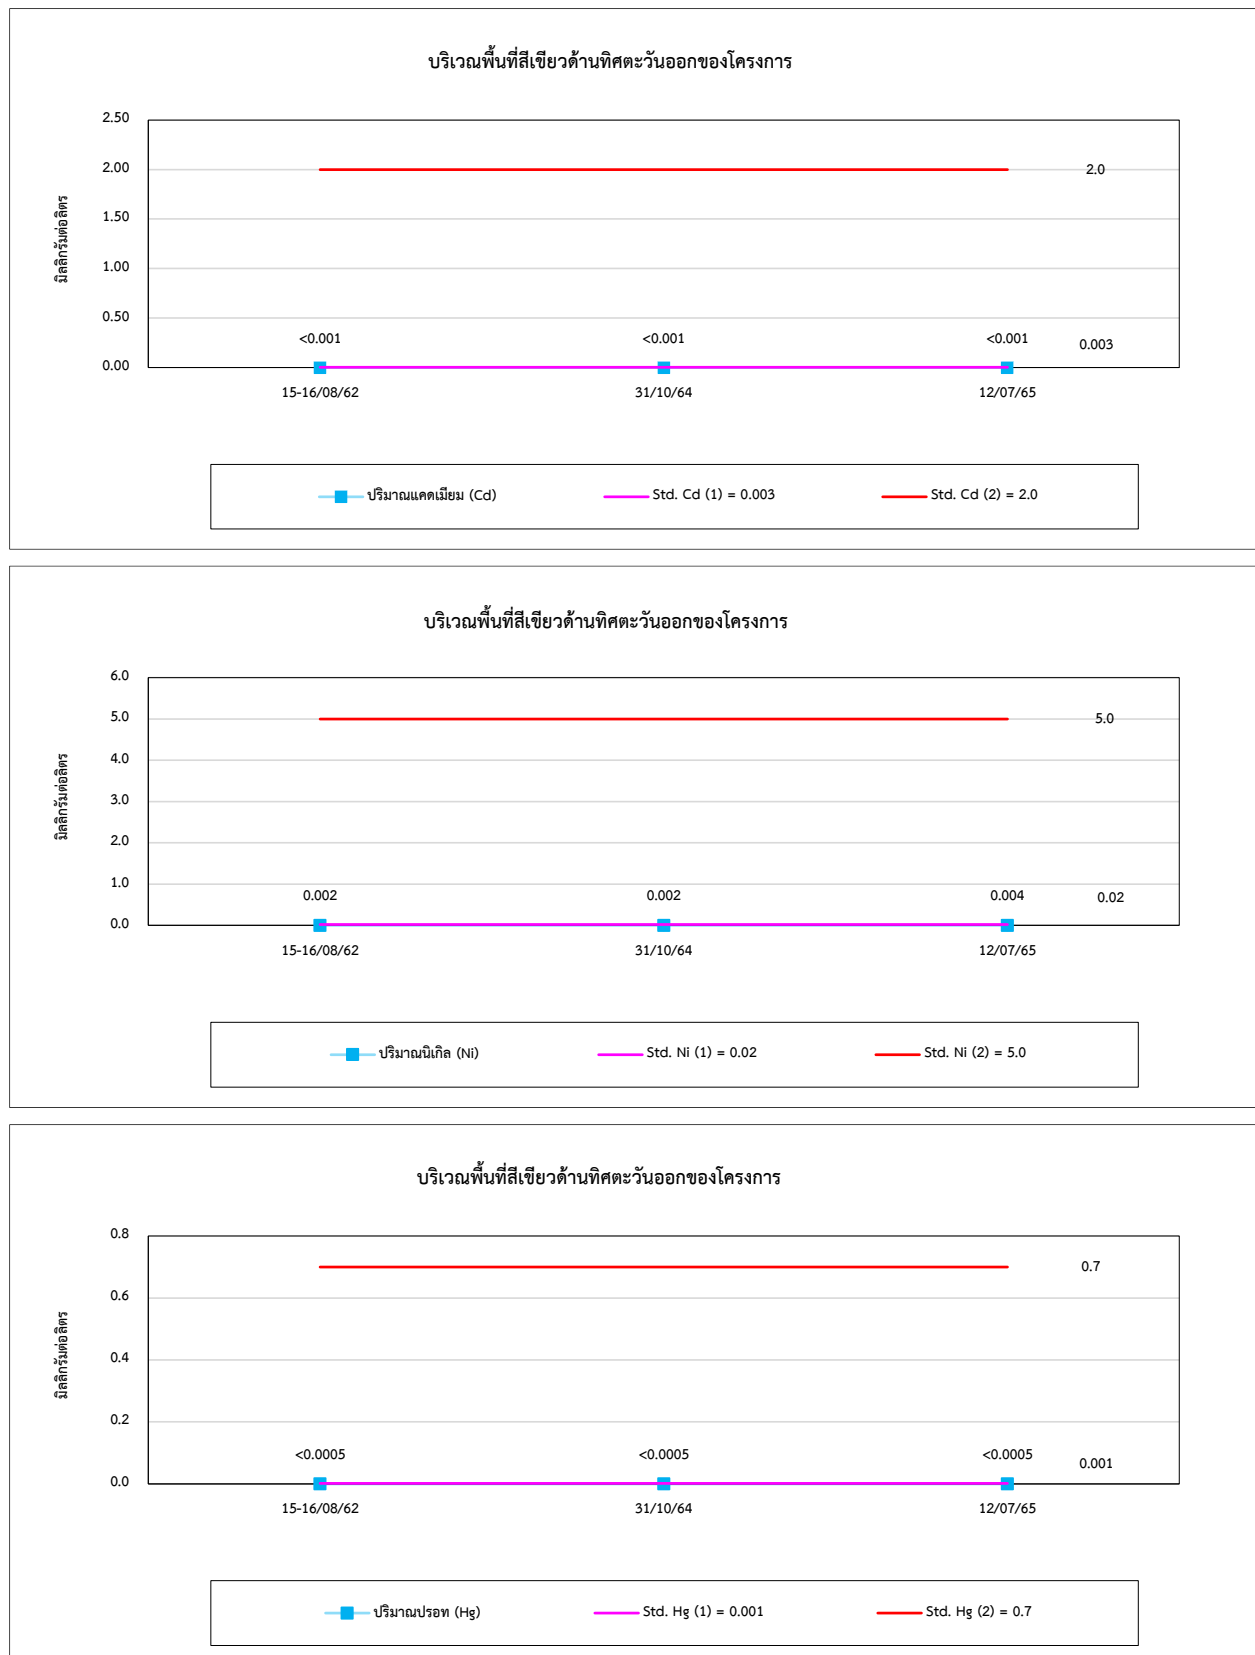 บริเวณพื้นที่สีเขียวด้านทิศตะวันออกของโครงการ
มิลลิกรัมต่อลิตร
2.50
2.00
2.0
1.50
1.00
0.50
<0.001 <0.001 <0.001 0.003
0.00
15-16/08/62 31/10/64 12/07/65
ปริมาณแคดเมียม (Cd) Std. Cd (1) = 0.003 Std. Cd (2) = 2.0
บริเวณพื้นที่สีเขียวด้านทิศตะวันออกของโครงการ
มิลลิกรัมต่อลิตร
6.0
5.0 5.0
4.0
3.0
2.0
1.0
0.002 0.002 0.004 0.02
0.0
15-16/08/62 31/10/64 12/07/65
ปริมาณนิเกิล (Ni) Std. Ni (1) = 0.02 Std. Ni (2) = 5.0
บริเวณพื้นที่สีเขียวด้านทิศตะวันออกของโครงการ
มิลลิกรัมต่อลิตร
0.8
0.7
0.6
0.4
0.2
<0.0005 <0.0005 <0.0005 0.001
0.0
15-16/08/62 31/10/64 12/07/65
ปริมาณปรอท (Hg) Std. Hg (1) = 0.001 Std. Hg (2) = 0.7